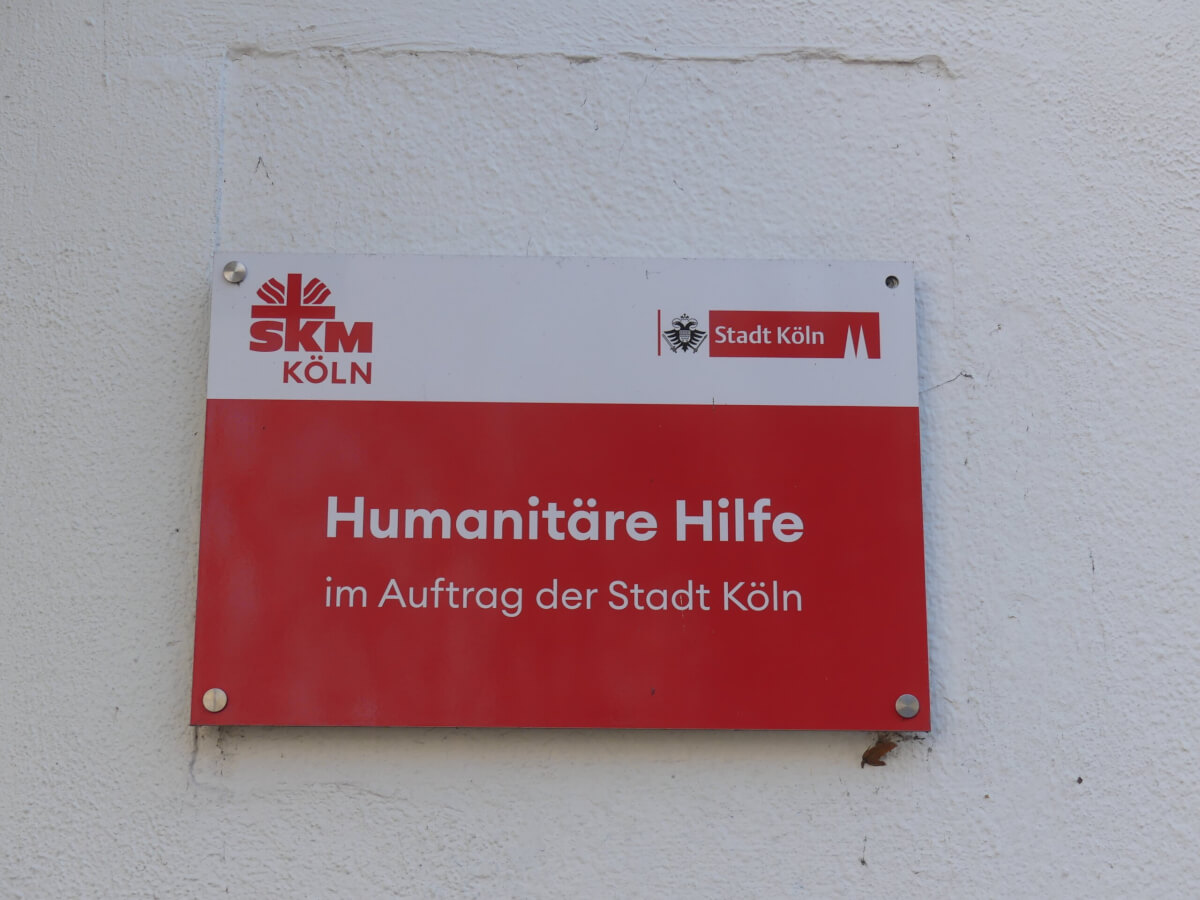 SKM
KÖLN
Stadt Köln
Humanitäre Hilfe
im Auftrag der Stadt Köln